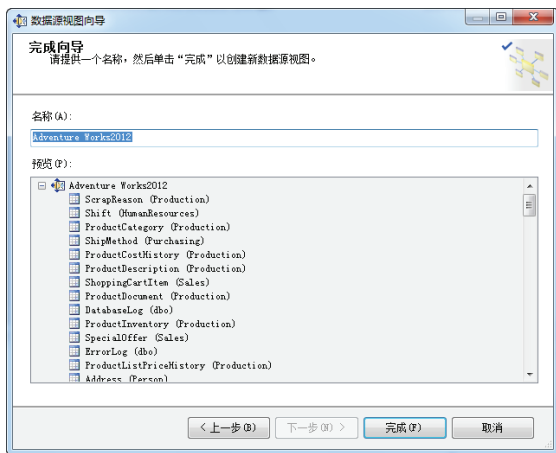 数据源视图向导
完成向导
请提供一个名称，然后单击“完成”以创建新数据源视图。
名称(A):
Adventure Works2012
预览(P):
Adventure Works2012
ScrapReason (Production)
Shift (HumanResources)
ProductCategory (Production)
ShipMethod (Purchasing)
ProductCostHistory (Production)
ProductDescription (Production)
ShoppingCartItem (Sales)
ProductDocument (Production)
DatabaseLog (dbo)
ProductInventory (Production)
SpecialOffer (Sales)
ErrorLog (dbo)
ProductListPriceHistory (Production)
Address (Person)
< 上一步(B) 下一步(N) > 完成(F) 取消